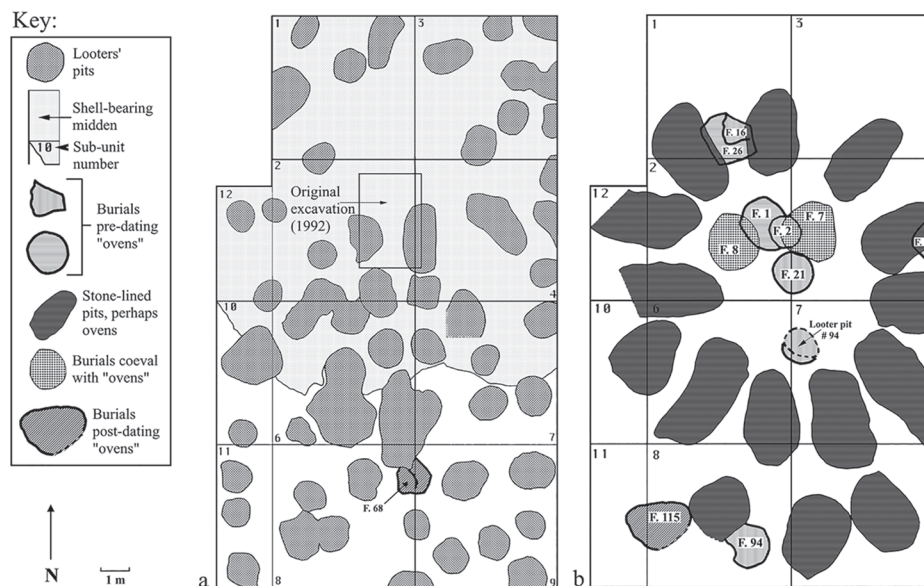 Key:
Looters'
pits
Shell-bearing
midden
10
Sub-unit
number
Burials
pre-dating
"ovens"
Stone-lined
pits, perhaps
ovens
Burials coeval
with "ovens"
Burials
post-dating
"ovens"
N
1 m
a
1
3
2
12
Original
excavation
(1992)
4
10
6
7
11
F. 68
8
9
b
1
3
F. 16
F. 26
2
12
F. 1
F. 7
F. 2
F. 8
F. 21
10
6
7
Looter pit
# 94
11
8
F. 115
F. 94